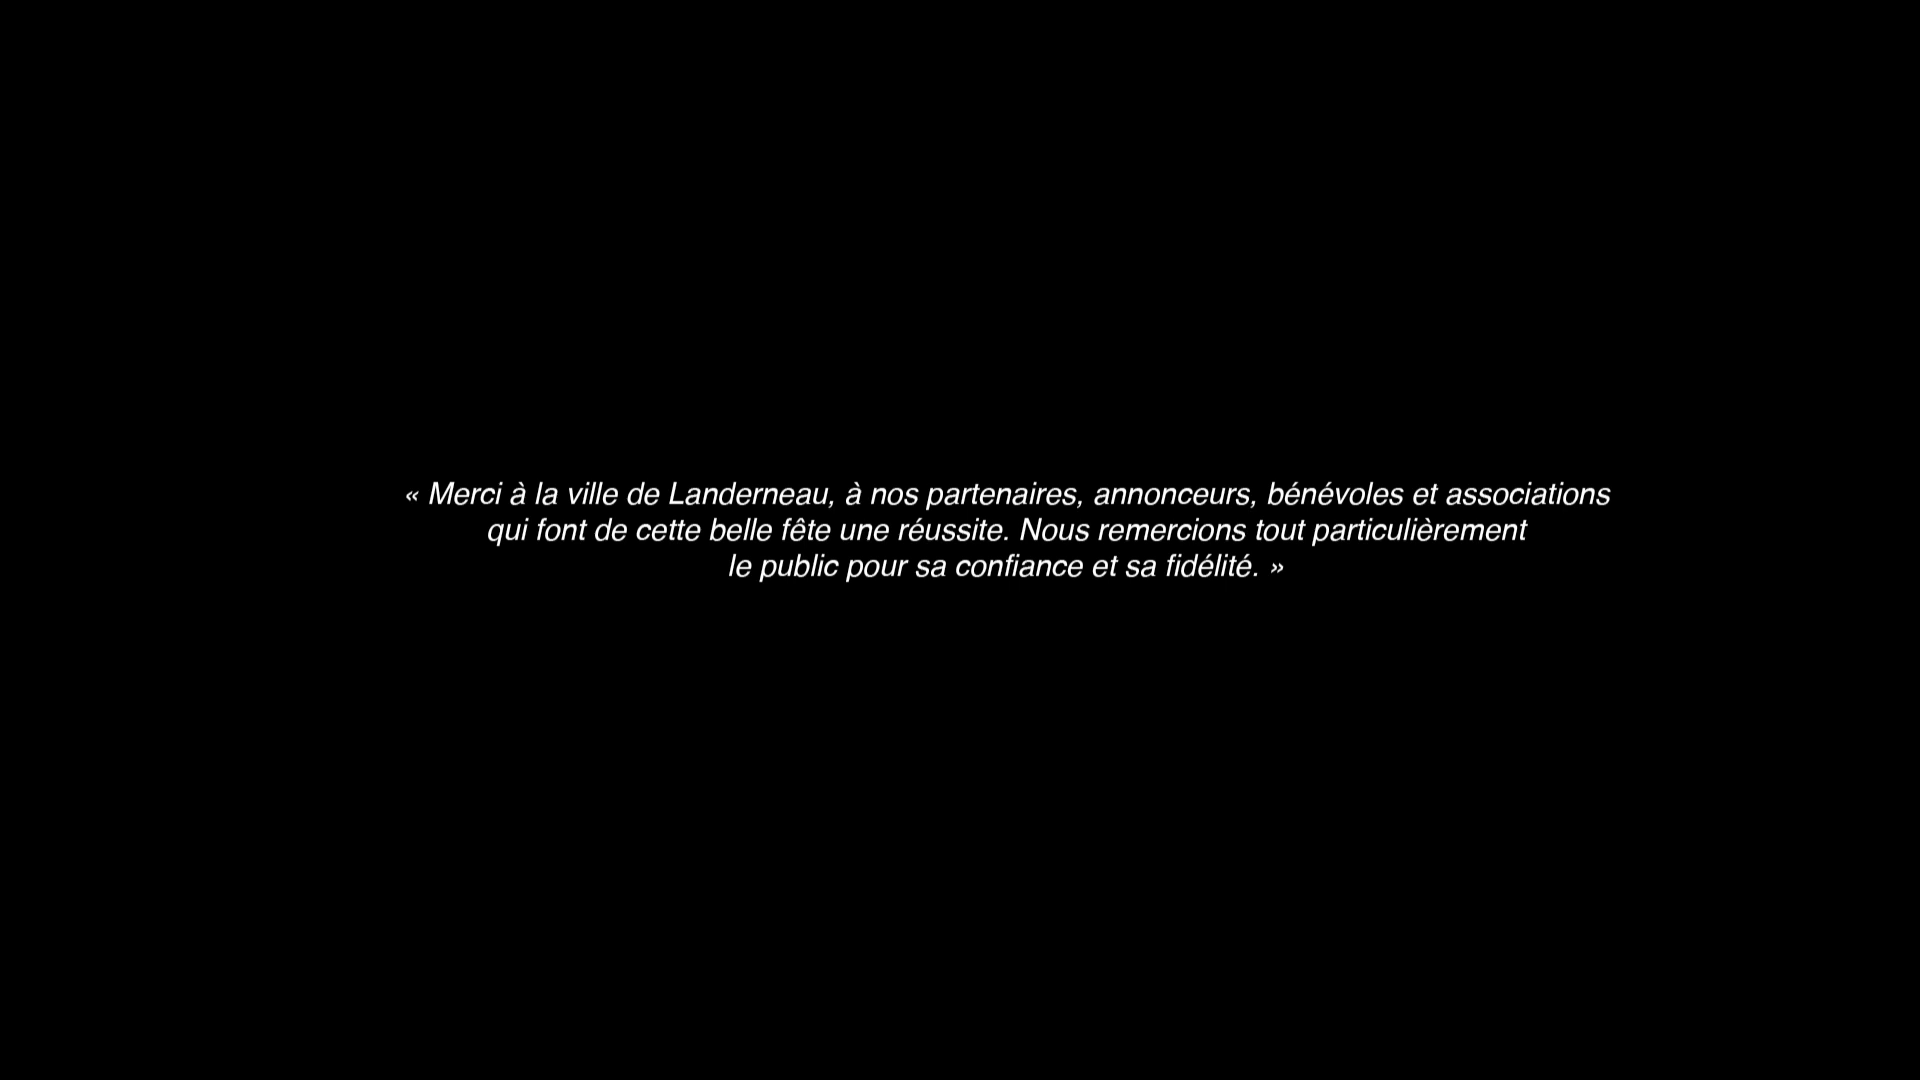 « Merci à la ville de Landerneau, à nos partenaires, annonceurs, bénévoles et associations
qui font de cette belle fête une réussite. Nous remercions tout particulièrement
le public pour sa confiance et sa fidélité. »